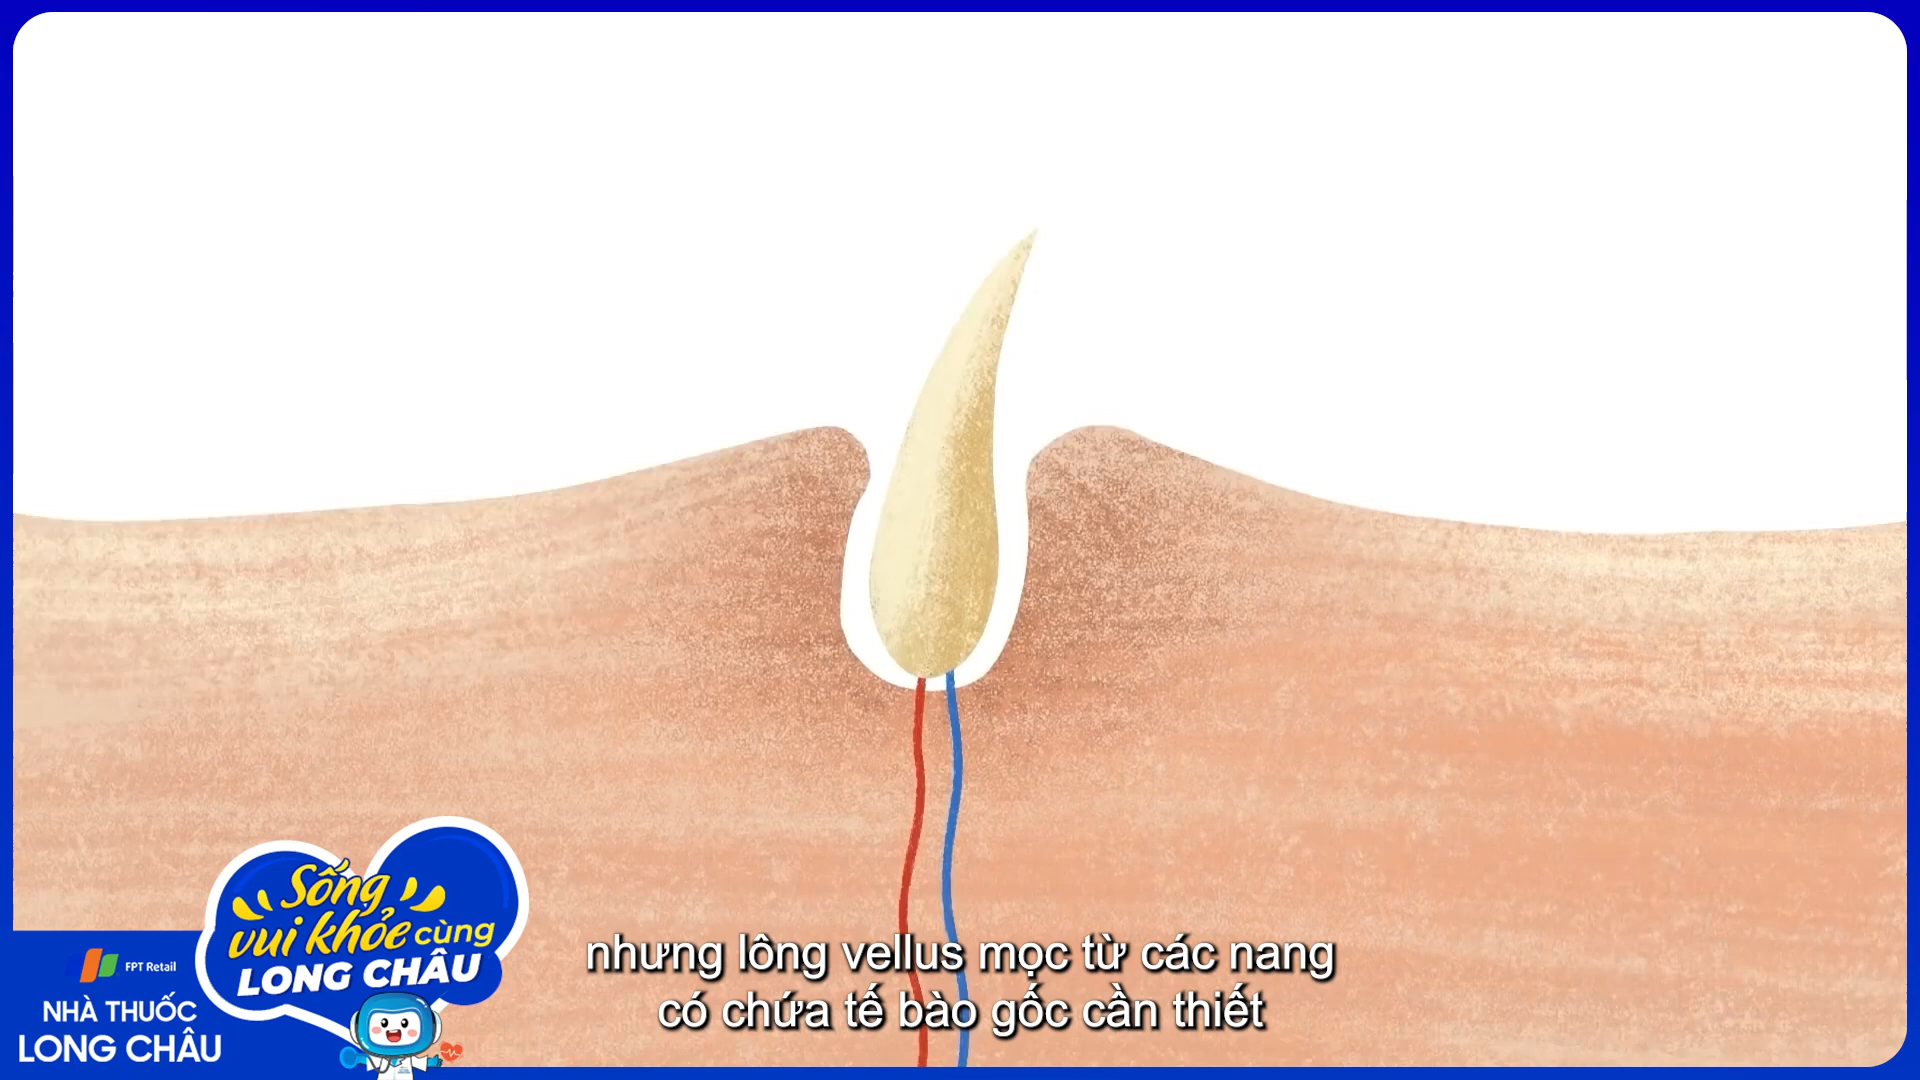 Sống
vui khỏe cùng
LONG CHÂU
FPT Retail
NHÀ THUỐC
LONG CHÂU
nhưng lông vellus mọc từ các nang
có chứa tế bào gốc cần thiết